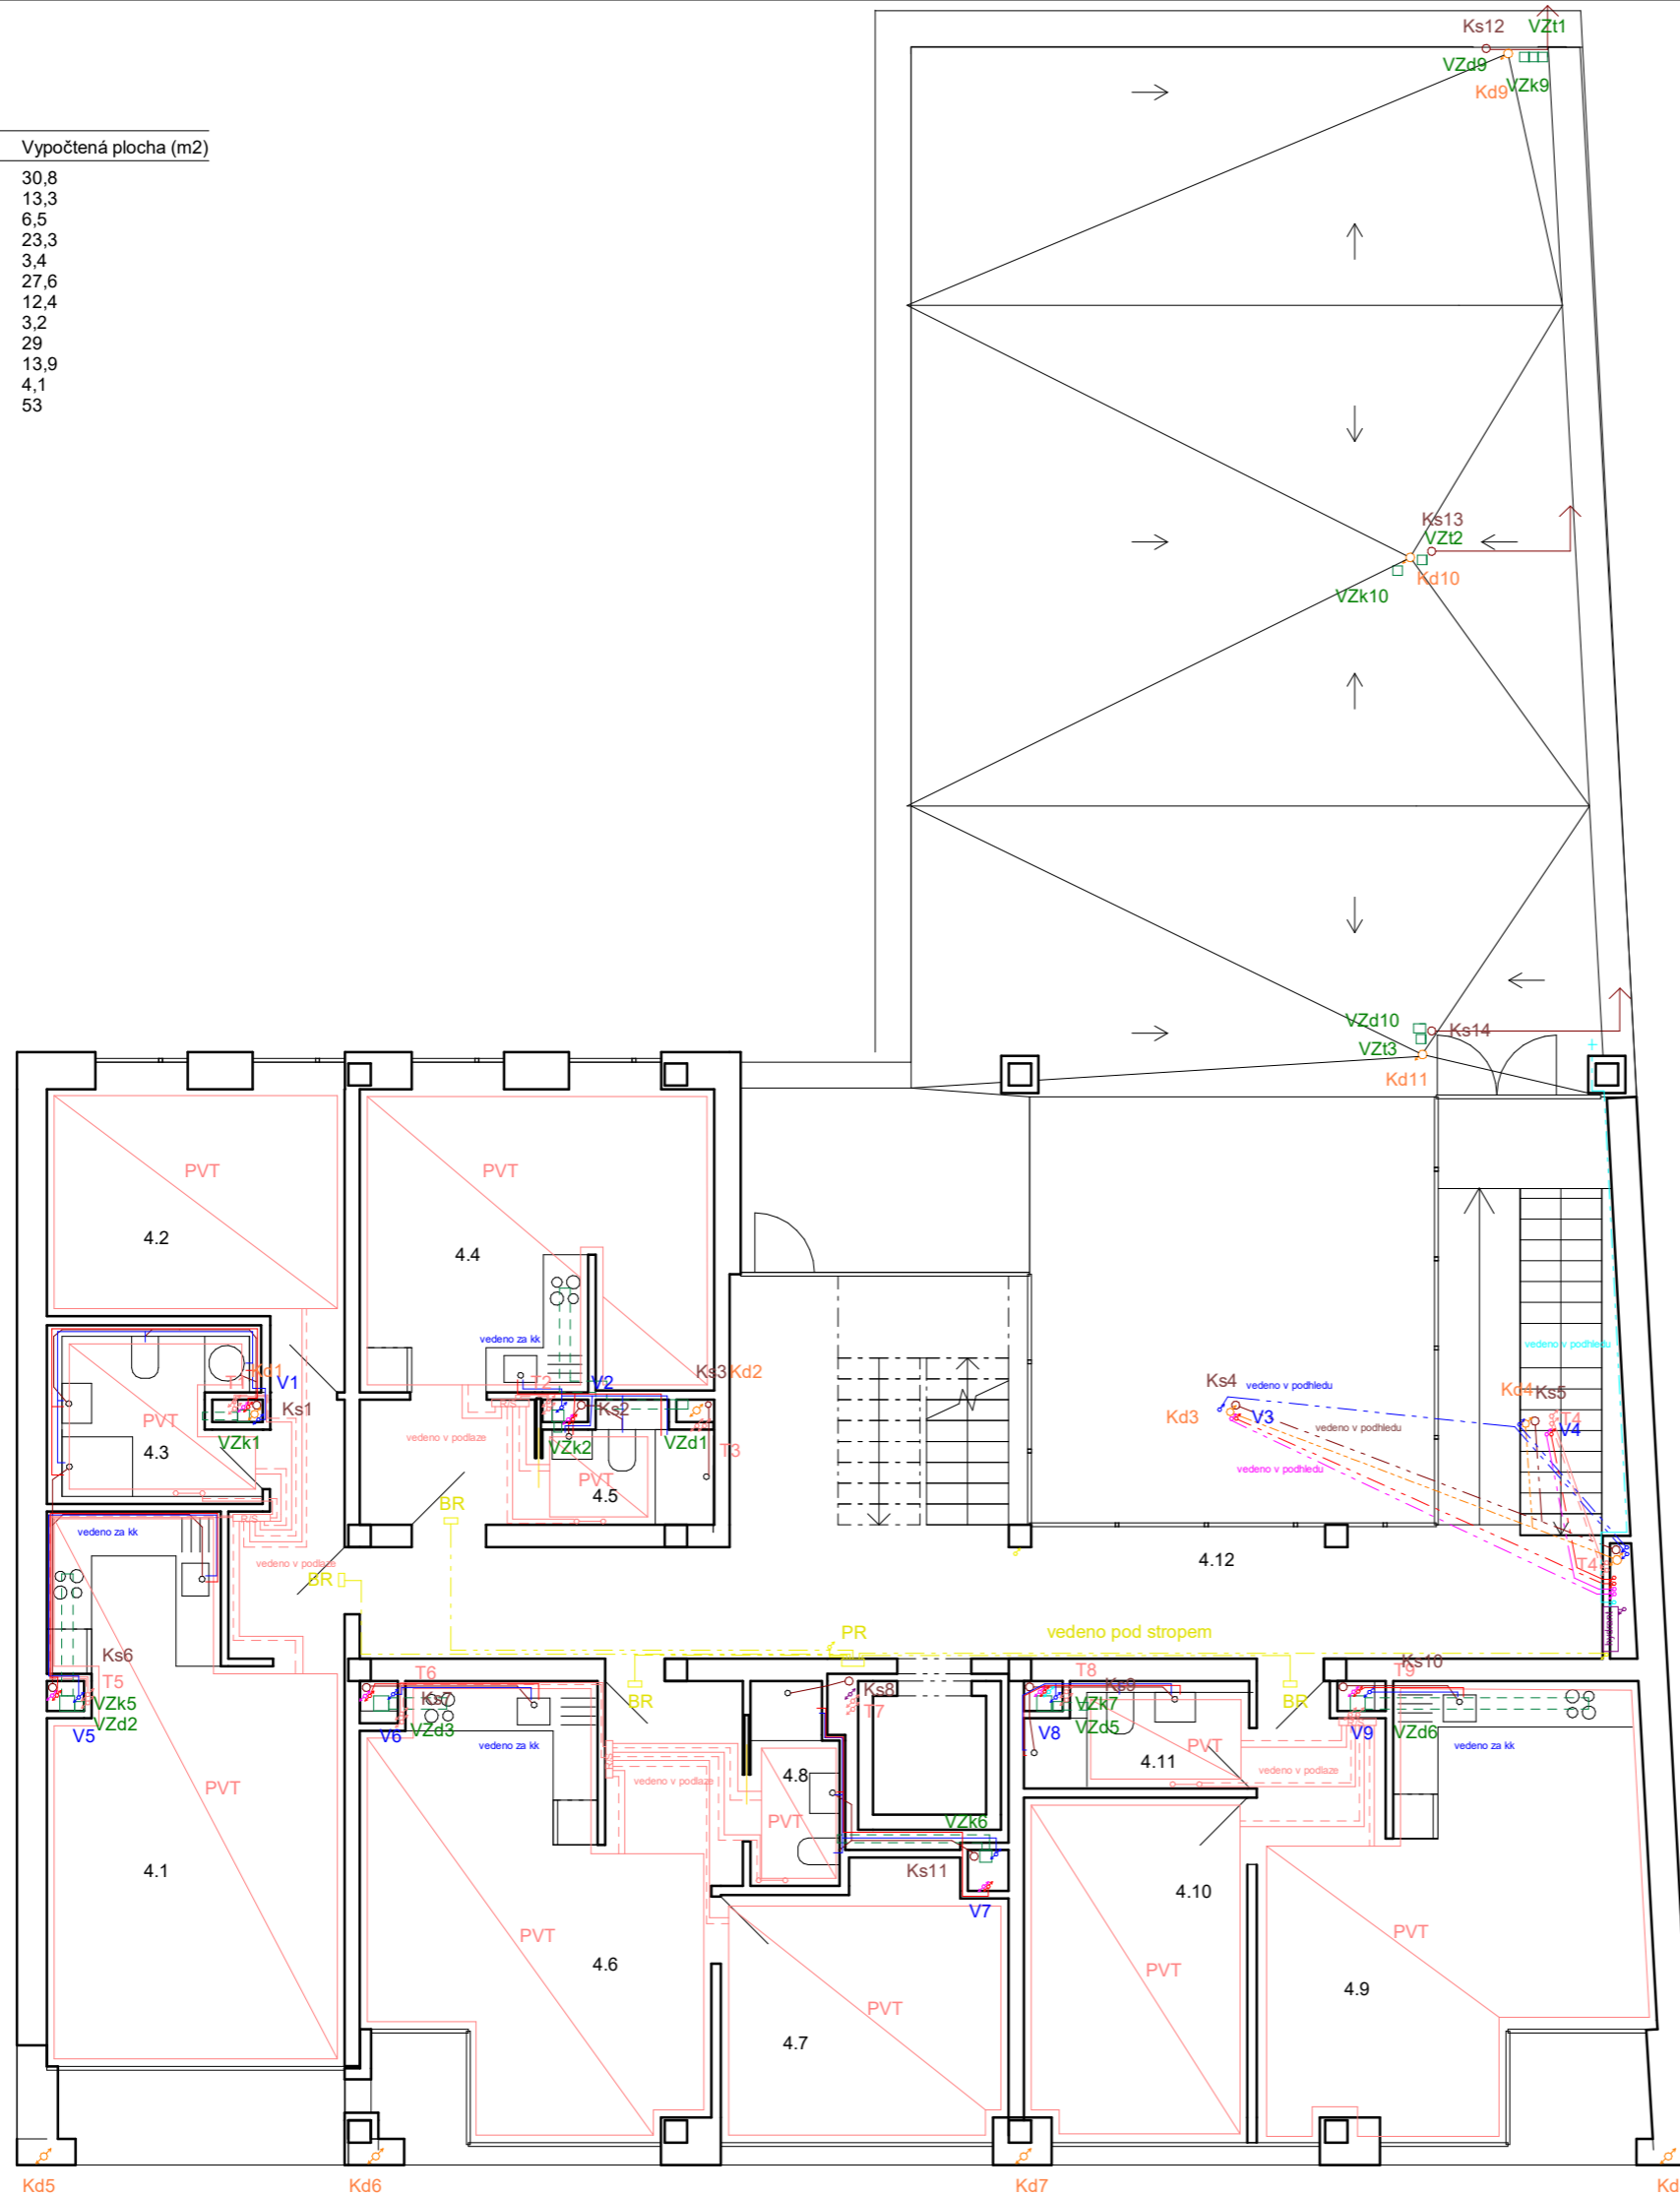 Ks12
VZt1
VZd9
VZk9
Kd9
Vypočtená plocha (m2)
30,8
13,3
6,5
23,3
3,4
27,6
12,4
3,2
29
13,9
4,1
53
Ks13
VZt2
Kd10
VZk10
VZd10
Ks14
VZt3
Kd11
PVT
PVT
4.2
4.4
vedeno za kk
vedeno v podhledu
Kd1
T1
V1
Ks1
PVT
4.3
VZk1
T2
V2
Ks2
Ks3
Kd2
R/S
vedeno v podlaze
VZk2
VZd1
T3
PVT
4.5
Ks4
vedeno v podhledu
Kd3
V3
vedeno v podhledu
vedeno v podhledu
Kd4
Ks5
T4
V4
BR
R/S
vedeno za kk
vedeno v podlaze
BR
4.12
T4
hydrant
PR
vedeno pod stropem
Ks6
T5
VZk5
VZd2
V5
T6
Ks7
V6
VZd3
vedeno za kk
BR
Ks8
T7
T8
Ks9
VZk7
V8
VZd5
BR
T9
Ks10
V9
VZd6
vedeno za kk
PVT
R/S
vedeno v podlaze
4.8
PVT
PVT
4.11
vedeno v podlaze
VZk6
4.1
Ks11
V7
4.10
PVT
4.6
PVT
PVT
4.9
PVT
4.7
Kd5
Kd6
Kd7
Kd